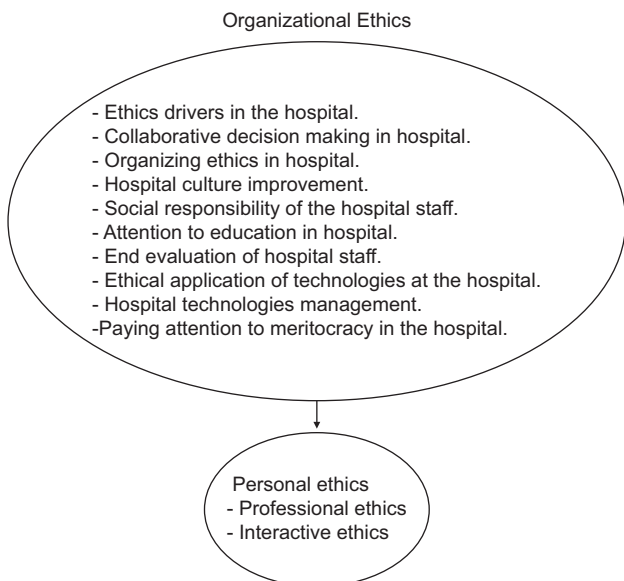 Organizational Ethics
- Ethics drivers in the hospital.
- Collaborative decision making in hospital.
- Organizing ethics in hospital.
- Hospital culture improvement.
- Social responsibility of the hospital staff.
- Attention to education in hospital.
- End evaluation of hospital staff.
- Ethical application of technologies at the hospital.
- Hospital technologies management.
-Paying attention to meritocracy in the hospital.
Personal ethics
- Professional ethics
- Interactive ethics